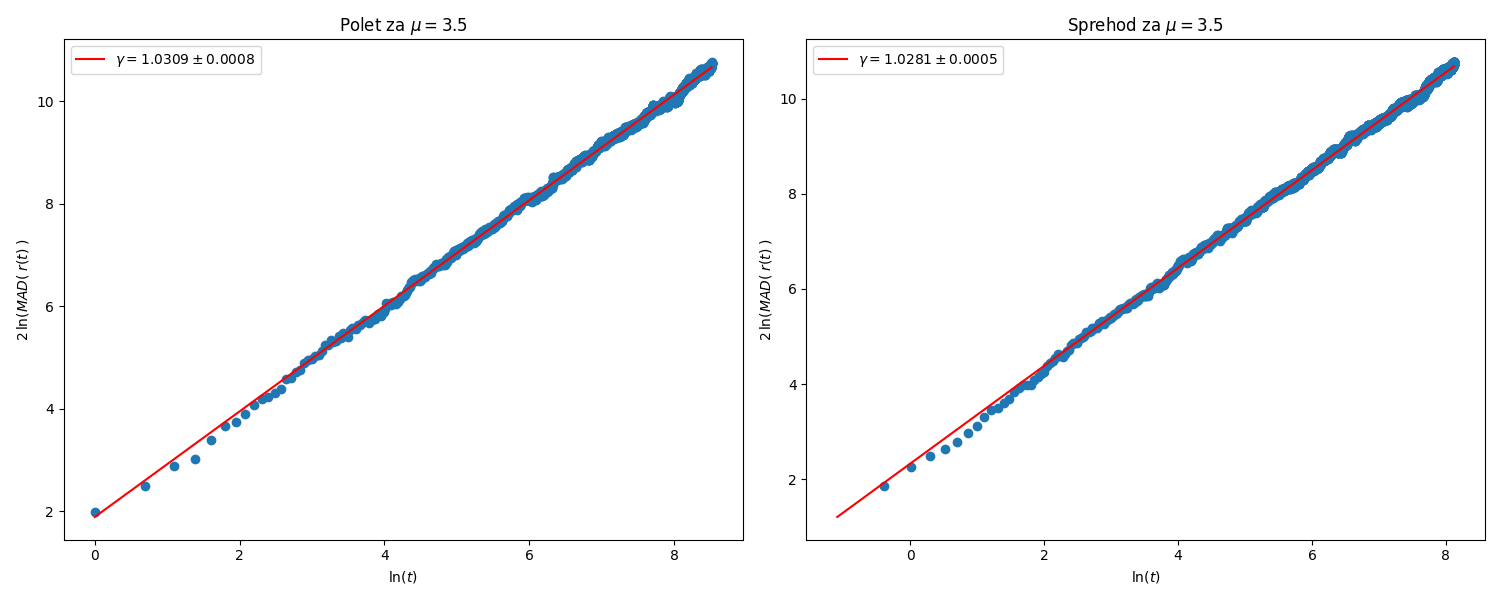 Polet za μ = 3.5
γ = 1.0309 ± 0.0008
10
8
6
4
2
2 ln(MAD( r(t) )
0 2 4 6 8
ln(t)
Sprehod za μ = 3.5
γ = 1.0281 ± 0.0005
10
8
6
4
2
2 ln(MAD( r(t) )
0 2 4 6 8
ln(t)